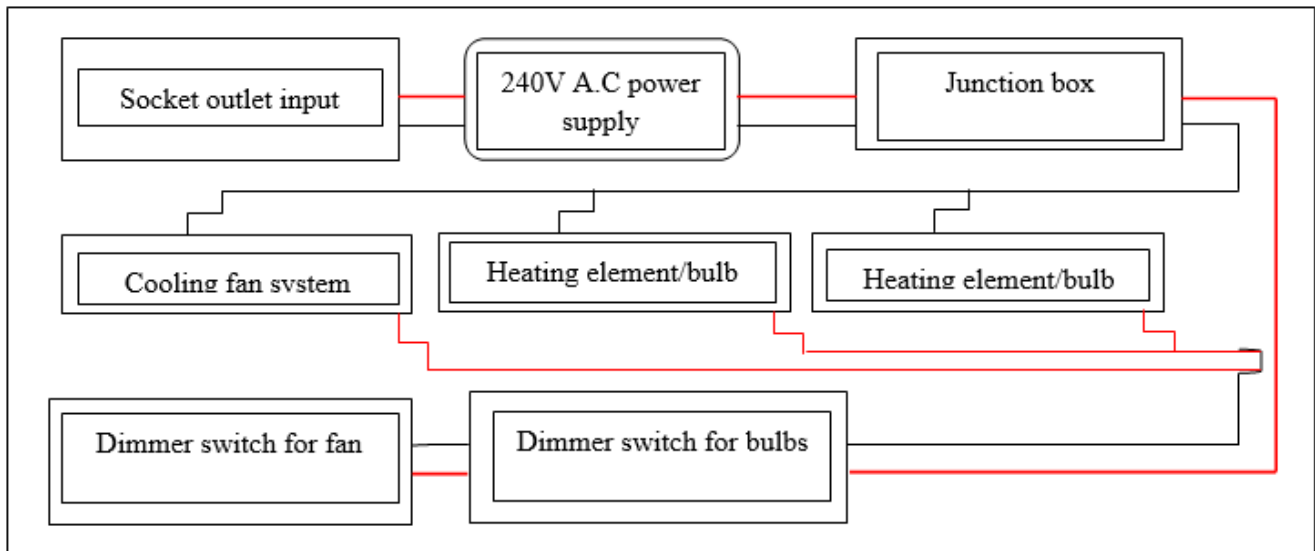 Socket outlet input
240V A.C power
supply
Junction box
Cooling fan system
Heating element/bulb
Heating element/bulb
Dimmer switch for fan
Dimmer switch for bulbs